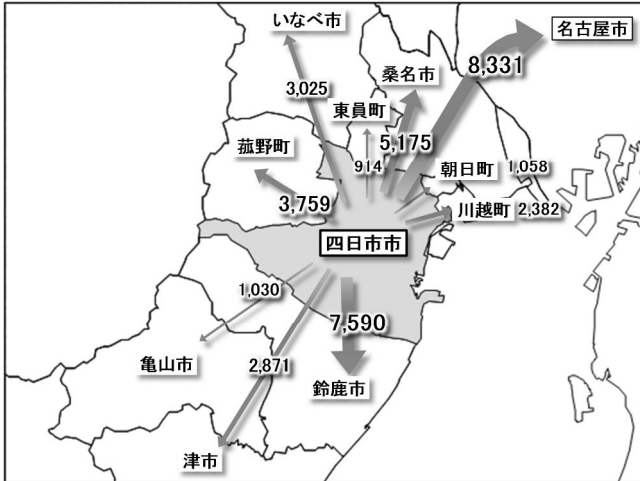 いなべ市
名古屋市
8,331
桑名市
3,025
東員町
5,175
菰野町
914
朝日町
1,058
3,759
川越町
2,382
四日市市
1,030
7,590
亀山市
2,871
鈴鹿市
津市